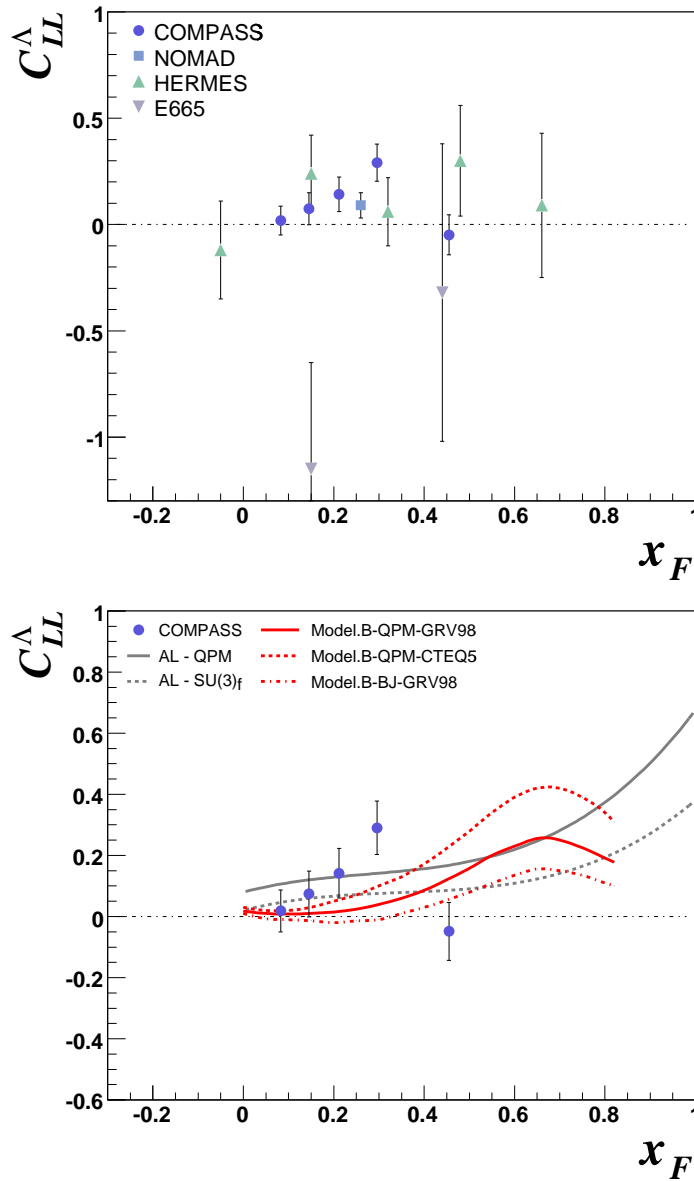 C^Λ_LL
1
0.5
0
-0.5
-1
COMPASS
NOMAD
HERMES
E665
-0.2 0 0.2 0.4 0.6 0.8 1
x_F
C^Λ_LL
1
0.8
0.6
0.4
0.2
0
-0.2
-0.4
-0.6
COMPASS Model.B-QPM-GRV98
AL - QPM Model.B-QPM-CTEQ5
AL - SU(3)f Model.B-BJ-GRV98
-0.2 0 0.2 0.4 0.6 0.8 1
x_F